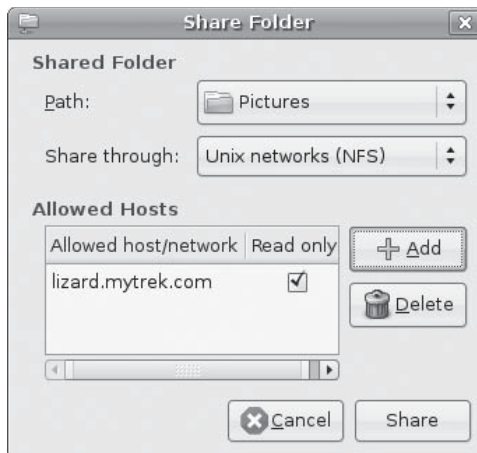 Share Folder
Shared Folder
Path:
Pictures
Share through:
Unix networks (NFS)
Allowed Hosts
Allowed host/network
Read only
Add
lizard.mytrek.com
Delete
Cancel
Share